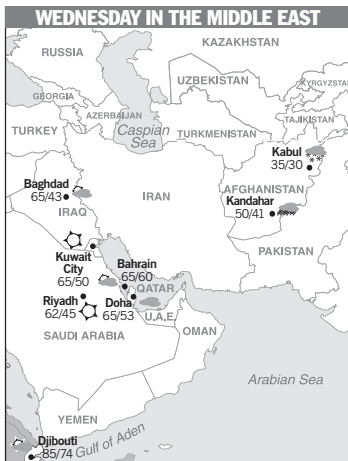 WEDNESDAY IN THE MIDDLE EAST
KAZAKHSTAN
RUSSIA
UZBEKISTAN
KYRGYZSTAN
GEORGIA
AZERBAIJAN
TAJIKISTAN
TURKEY
Caspian
Sea
TURKMENISTAN
Kabul
35/30
Baghdad
65/43
IRAQ
IRAN
AFGHANISTAN
Kandahar
50/41
PAKISTAN
Kuwait
City
65/50
Bahrain
65/60
QATAR
Riyadh
62/45
Doha
65/53
U.A.E.
SAUDI ARABIA
OMAN
Arabian Sea
YEMEN
Djibouti
85/74
Gulf of Aden